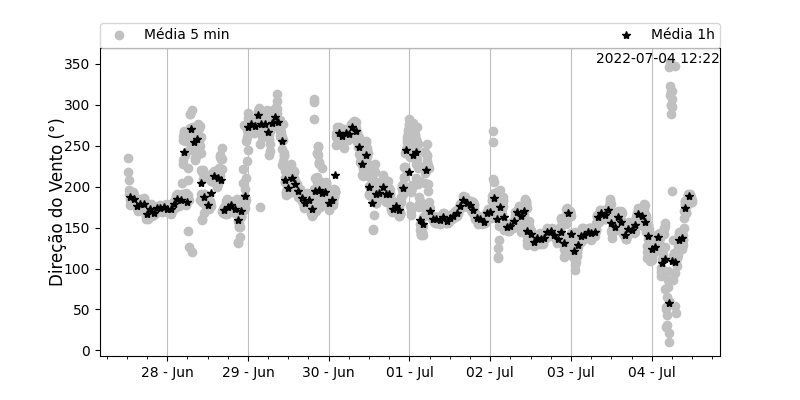 Média 5 min
Média 1h
2022-07-04 12:22
Direção do Vento (°)
350
300
250
200
150
100
50
0
28 - Jun
29 - Jun
30 - Jun
01 - Jul
02 - Jul
03 - Jul
04 - Jul